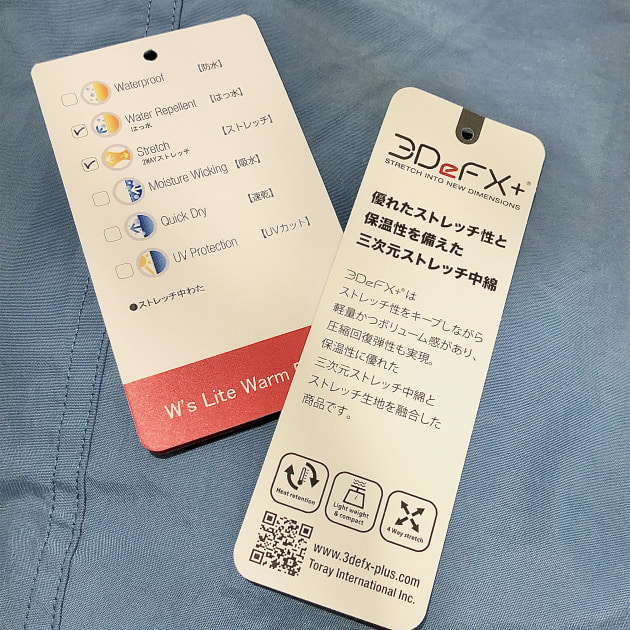 Waterproof 【防水】
Water Repellent 【はっ水】
はっ水
Stretch 【ストレッチ】
2WAYストレッチ
Moisture Wicking 【吸水】
Quick Dry 【速乾】
UV Protection 【UVカット】
●ストレッチ中わた
W's Lite Warm
3DeFX+®
STRETCH INTO NEW DIMENSIONS
優れたストレッチ性と
保温性を備えた
三次元ストレッチ中綿
3DeFX+®は
ストレッチ性をキープしながら
軽量かつボリューム感があり、
圧縮回復弾性も実現。
保温性に優れた
三次元ストレッチ中綿と
ストレッチ生地を融合した
商品です。
Heat retention
Light weight
& compact
4 Way stretch
www.3defx-plus.com
Toray International Inc.